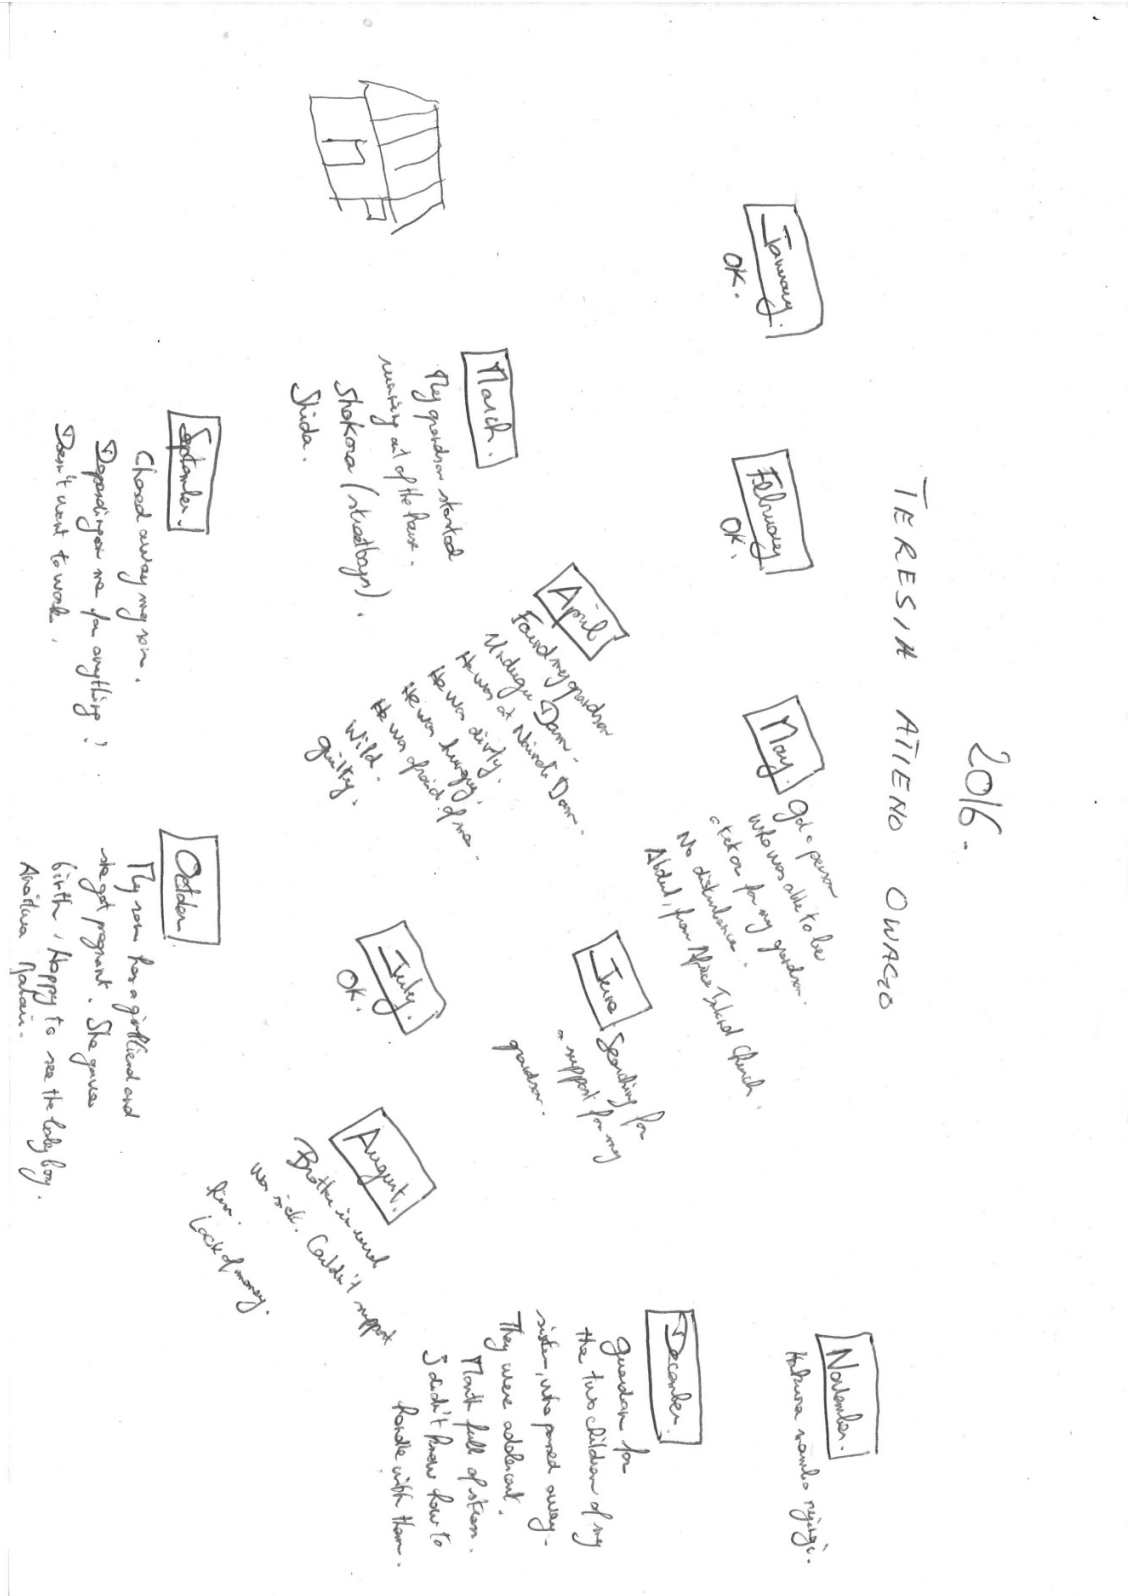 2016.
TERESIA ATIENO OWAGO
January.
OK.
February
OK.
March.
My grandson started
running out of the house.
Shokora (streetboys).
Shida.
April
Found my grandson
Undugu Dam.
He was at Nairobi Dam.
He was dirty.
He was hungry.
Wild.
He was afraid of me.
guilty.
May.
Got a person
who was able to be
for my grandson.
No disturbance.
Abdul, from Church.
June
Searching for
a support for my
grandson.
July.
OK.
August.
Brother in
was sick. Couldn't support
him.
Lack of money.
September.
Chased away my son.
Depending on me for anything!
Doesn't want to work.
October
My son has a girlfriend and
she got pregnant. She gave
birth. Happy to see the baby boy.
November.
Hakuna mambo mingi.
December.
guardian for
the two children of my
sister, who passed away.
They were adolescent.
Month full of stress.
I didn't know how to
handle with them.